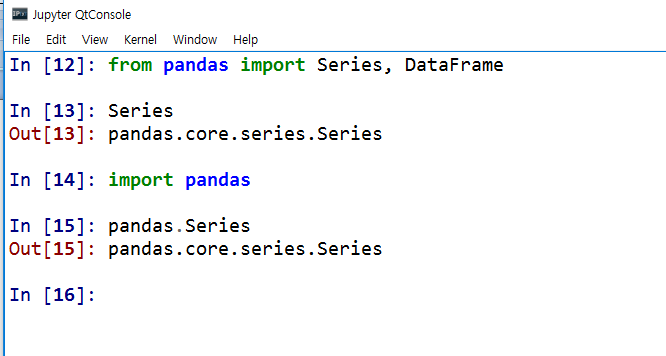 Jupyter QtConsole
File Edit View Kernel Window Help
In [12]: from pandas import Series, DataFrame
In [13]: Series
Out[13]: pandas.core.series.Series
In [14]: import pandas
In [15]: pandas.Series
Out[15]: pandas.core.series.Series
In [16]: